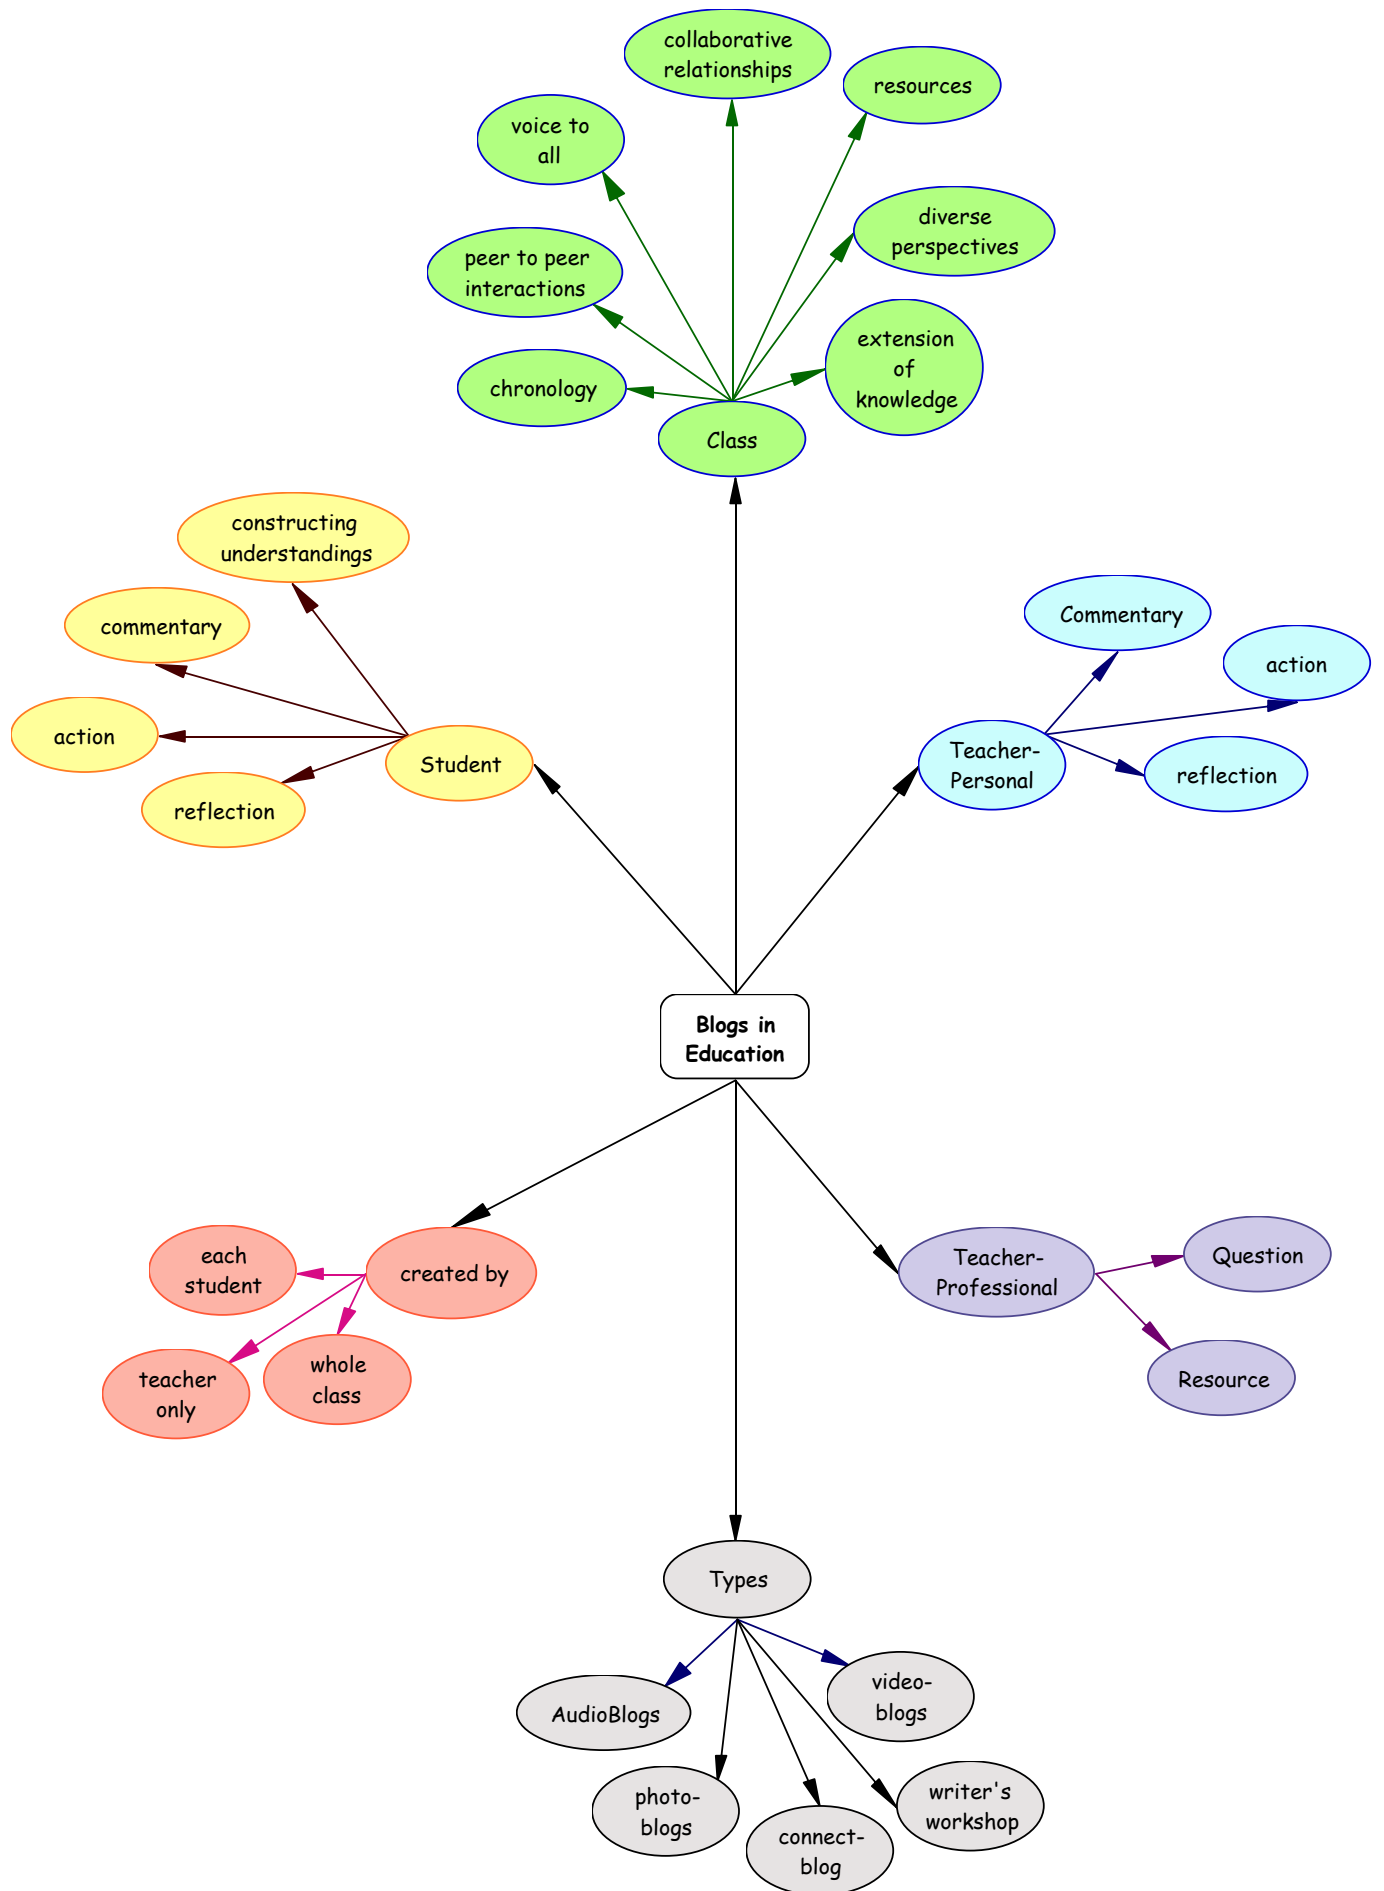 collaborative
relationships
resources
voice to
all
diverse
perspectives
peer to peer
interactions
extension
of
knowledge
chronology
Class
constructing
understandings
commentary
action
reflection
Student
Commentary
action
Teacher-
Personal
reflection
Blogs in
Education
each
student
created by
teacher
only
whole
class
Teacher-
Professional
Question
Resource
Types
AudioBlogs
video-
blogs
photo-
blogs
connect-
blog
writer's
workshop